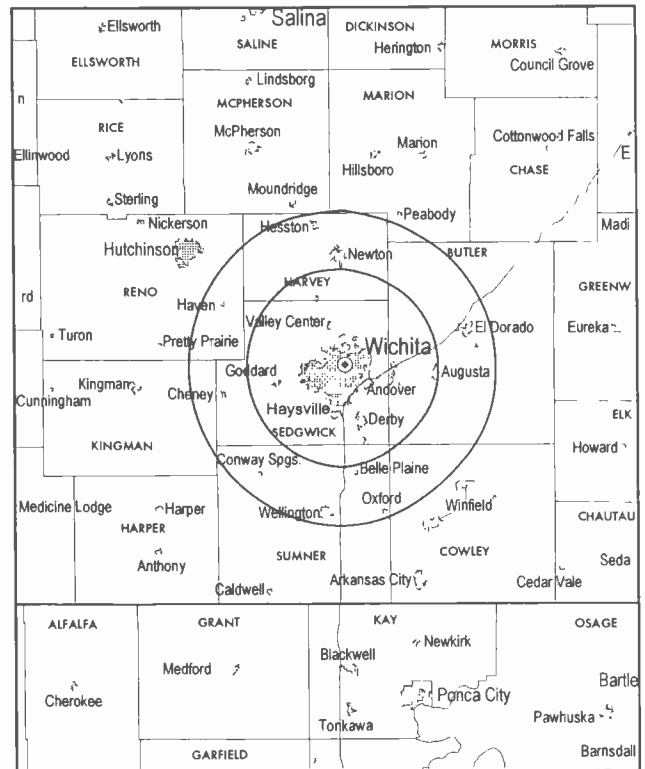 Salina
Ellsworth
DICKINSON
SALINE
Herington
MORRIS
Council Grove
ELLSWORTH
Lindsborg
n
MCPHERSON
MARION
RICE
McPherson
Cottonwood Falls
Marion
Ellinwood
Lyons
Hillsboro
E
CHASE
Moundridge
Sterling
Peabody
Nickerson
Hesston
Madi
Hutchinson
Newton
BUTLER
HARVEY
RENO
GREENW
rd
Haven
Valley Center
El Dorado
Eureka
Turon
Pretty Prairie
Wichita
Goddard
Augusta
Kingman
Andover
Cheney
Cunningham
Haysville
ELK
Derby
SEDGWICK
KINGMAN
Howard
Conway Spgs.
Belle Plaine
Medicine Lodge
Harper
Oxford
Winfield
Wellington
CHAUTAU
HARPER
SUMNER
COWLEY
Anthony
Seda
Caldwell
Arkansas City
Cedar Vale
ALFALFA
GRANT
KAY
OSAGE
Newkirk
Blackwell
Medford
Bartle
Cherokee
Ponca City
Pawhuska
Tonkawa
GARFIELD
Barnsdall